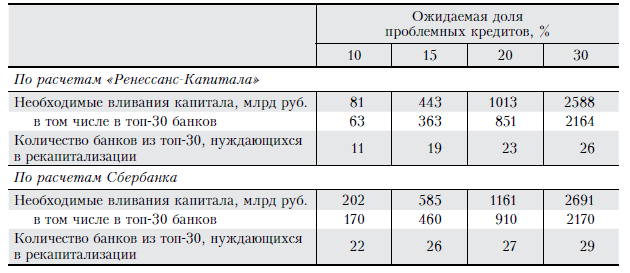 Ожидаемая доля
проблемных кредитов, %
10 15 20 30
По расчетам «Ренессанс-Капитала»
Необходимые вливания капитала, млрд руб. 81 443 1013 2588
в том числе в топ-30 банков 63 363 851 2164
Количество банков из топ-30, нуждающихся
в рекапитализации 11 19 23 26
По расчетам Сбербанка
Необходимые вливания капитала, млрд руб. 202 585 1161 2691
в том числе в топ-30 банков 170 460 910 2170
Количество банков из топ-30, нуждающихся
в рекапитализации 22 26 27 29